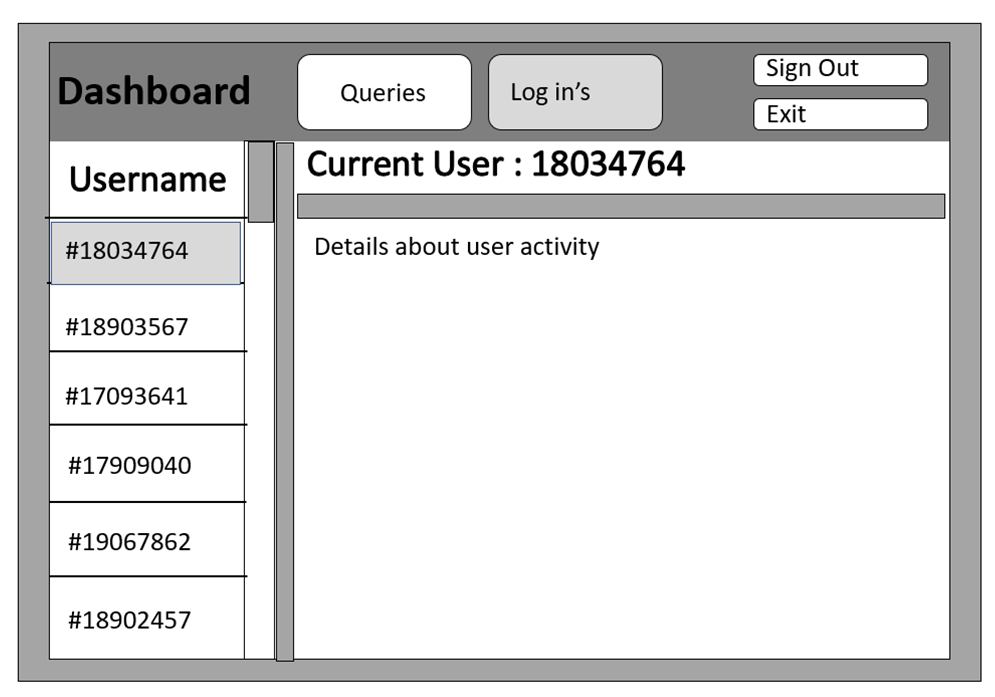 Dashboard
Queries
Log in’s
Sign Out
Exit
Username
#18034764
#18903567
#17093641
#17909040
#19067862
#18902457
Current User : 18034764
Details about user activity